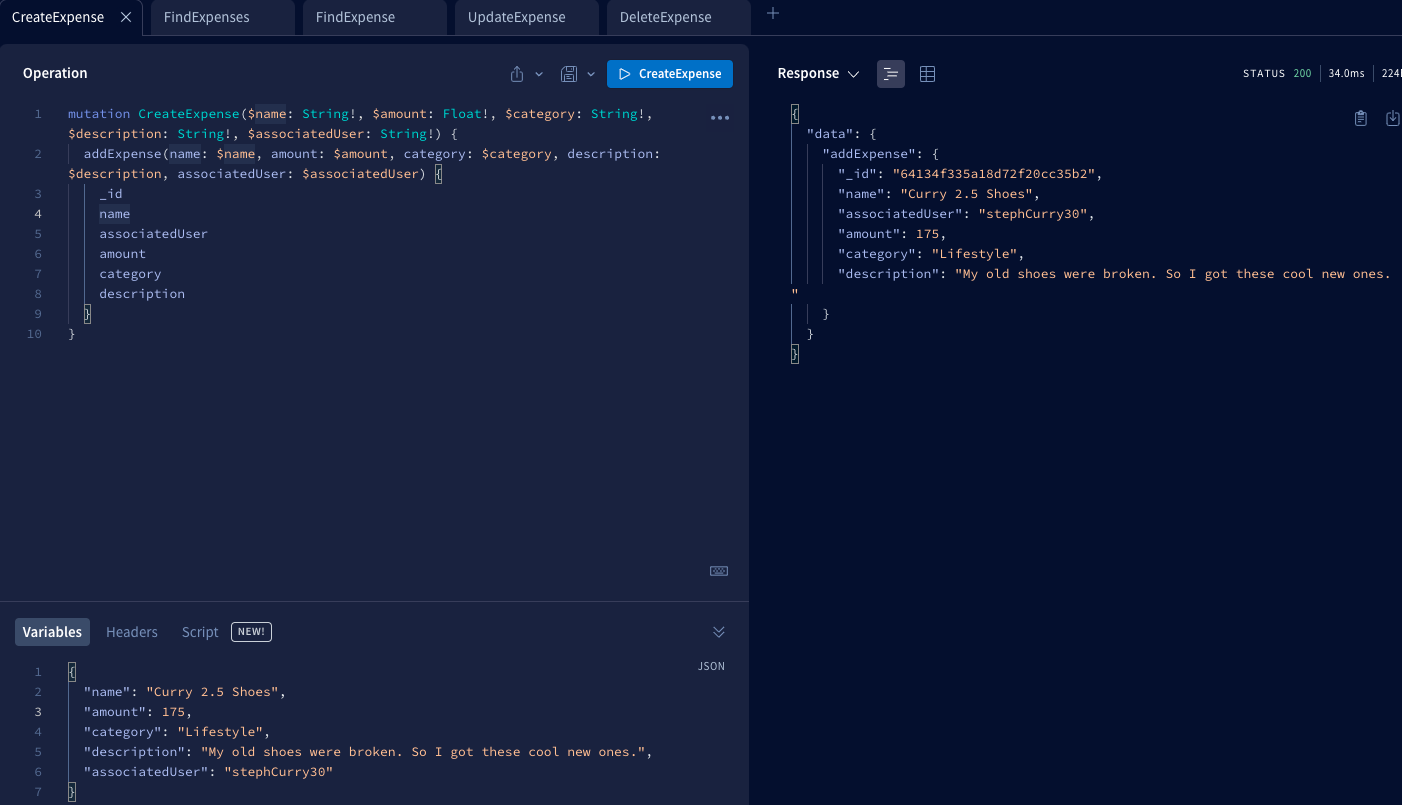 CreateExpense
FindExpenses
FindExpense
UpdateExpense
DeleteExpense
Operation
CreateExpense
1 mutation CreateExpense($name: String!, $amount: Float!, $category: String!,
$description: String!, $associatedUser: String!) {
2 addExpense(name: $name, amount: $amount, category: $category, description:
$description, associatedUser: $associatedUser) {
3 _id
4 name
5 associatedUser
6 amount
7 category
8 description
9 }
10 }
Variables Headers Script NEW!
JSON
1 {
2 "name": "Curry 2.5 Shoes",
3 "amount": 175,
4 "category": "Lifestyle",
5 "description": "My old shoes were broken. So I got these cool new ones.",
6 "associatedUser": "stephCurry30"
7 }
Response
STATUS 200 34.0ms 224
{
"data": {
"addExpense": {
"_id": "64134f335a18d72f20cc35b2",
"name": "Curry 2.5 Shoes",
"associatedUser": "stephCurry30",
"amount": 175,
"category": "Lifestyle",
"description": "My old shoes were broken. So I got these cool new ones.
"
}
}
}